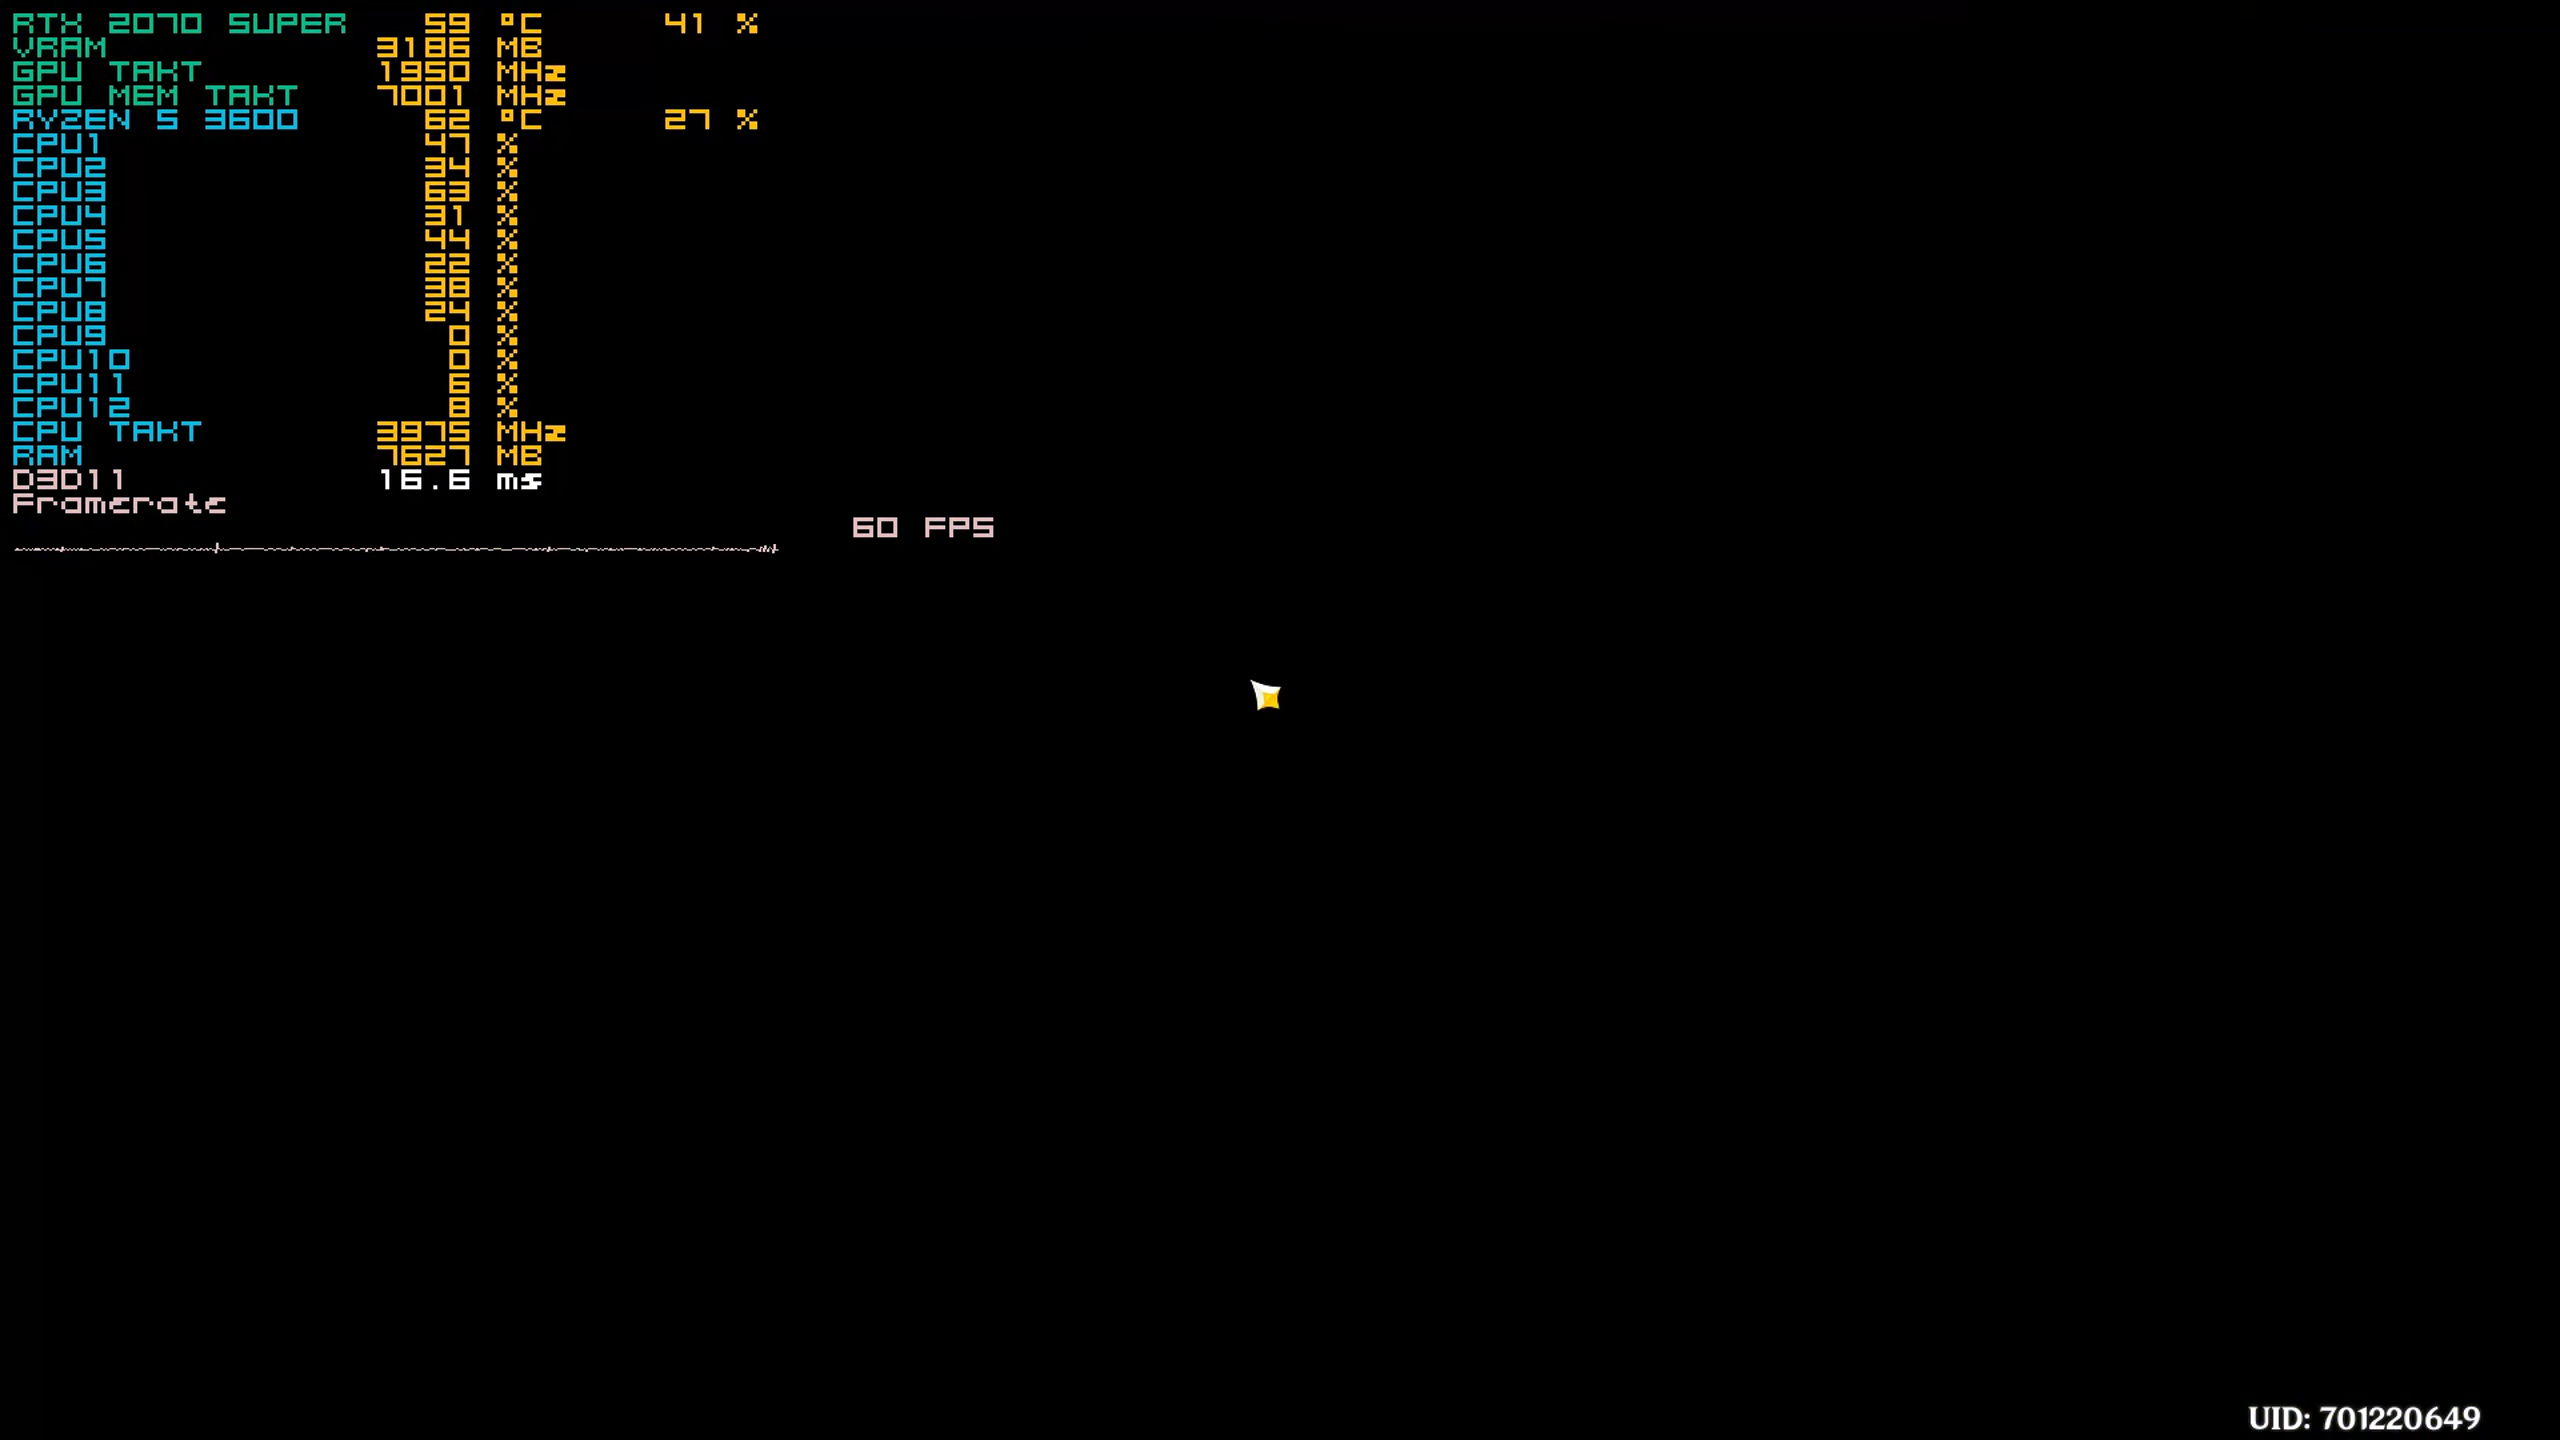 RTX 2070 SUPER 59 °C 41 %
VRAM 3186 MB
GPU TAKT 1950 MHz
GPU MEM TAKT 7001 MHz
RYZEN 5 3600 62 °C 27 %
CPU1 47 %
CPU2 34 %
CPU3 63 %
CPU4 31 %
CPU5 44 %
CPU6 22 %
CPU7 38 %
CPU8 24 %
CPU9 0 %
CPU10 0 %
CPU11 6 %
CPU12 8 %
CPU TAKT 3975 MHz
RAM 7627 MB
D3D11 16.6 ms
Framerate
60 FPS
UID: 701220649